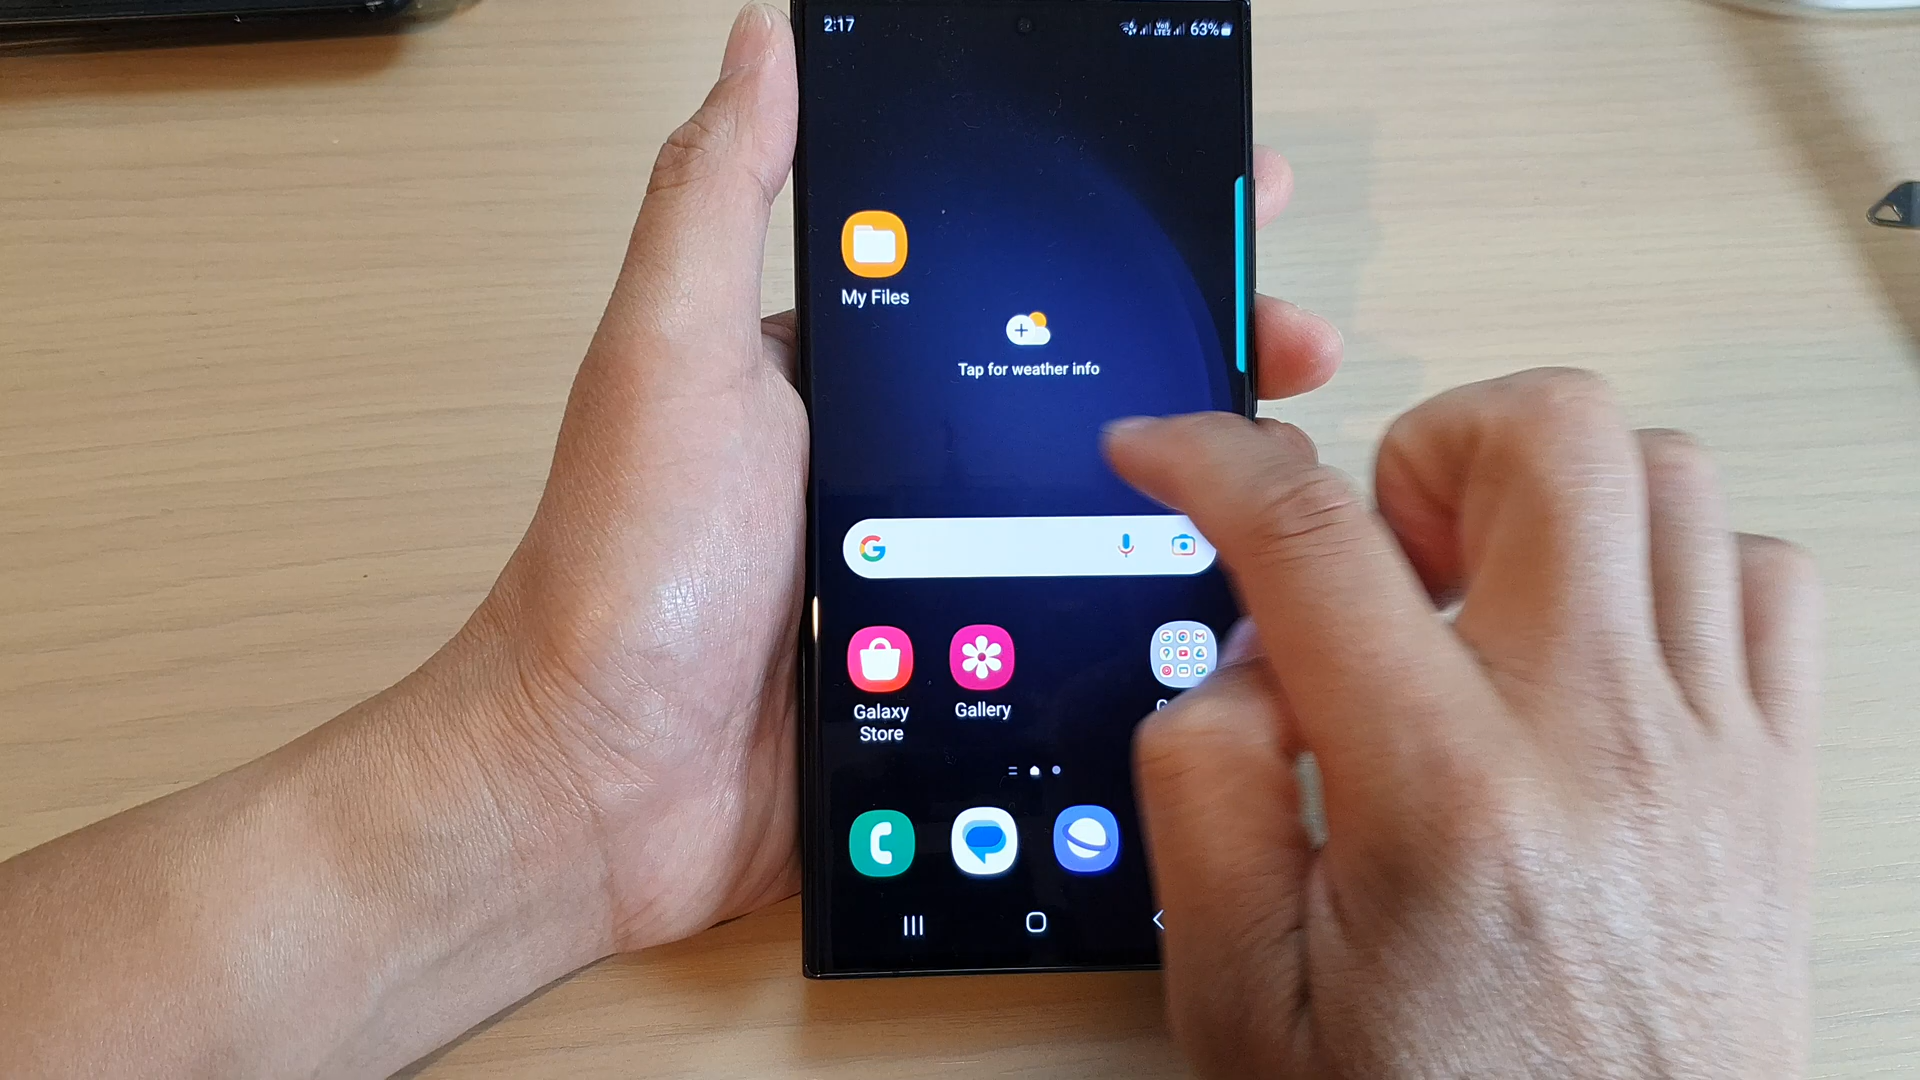 2:17
63%
My Files
Tap for weather info
Galaxy
Store
Gallery